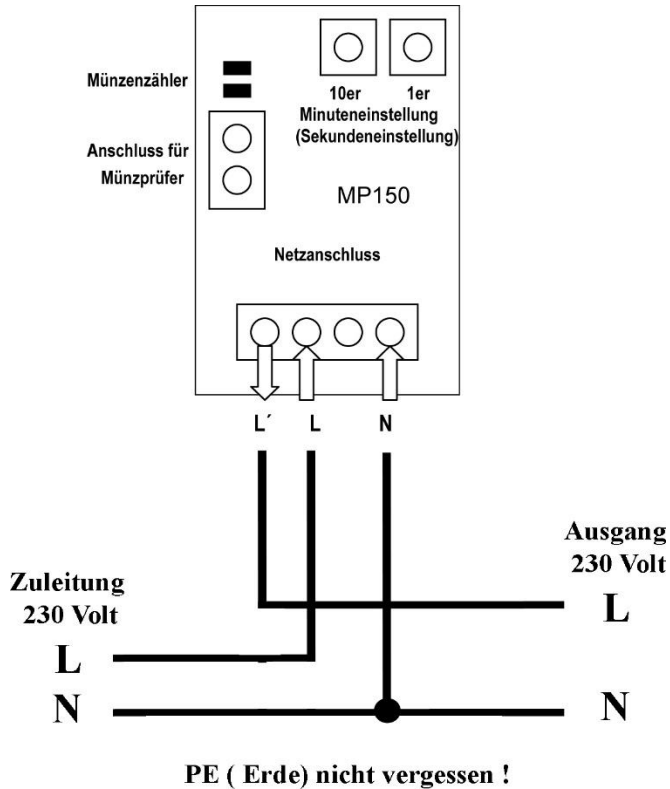 Münzenzähler
10er 1er
Minuteneinstellung
(Sekundeneinstellung)
Anschluss für
Münzprüfer
MP150
Netzanschluss
L´ L N
Ausgang
230 Volt
Zuleitung
230 Volt
L
L
N N
PE ( Erde) nicht vergessen !